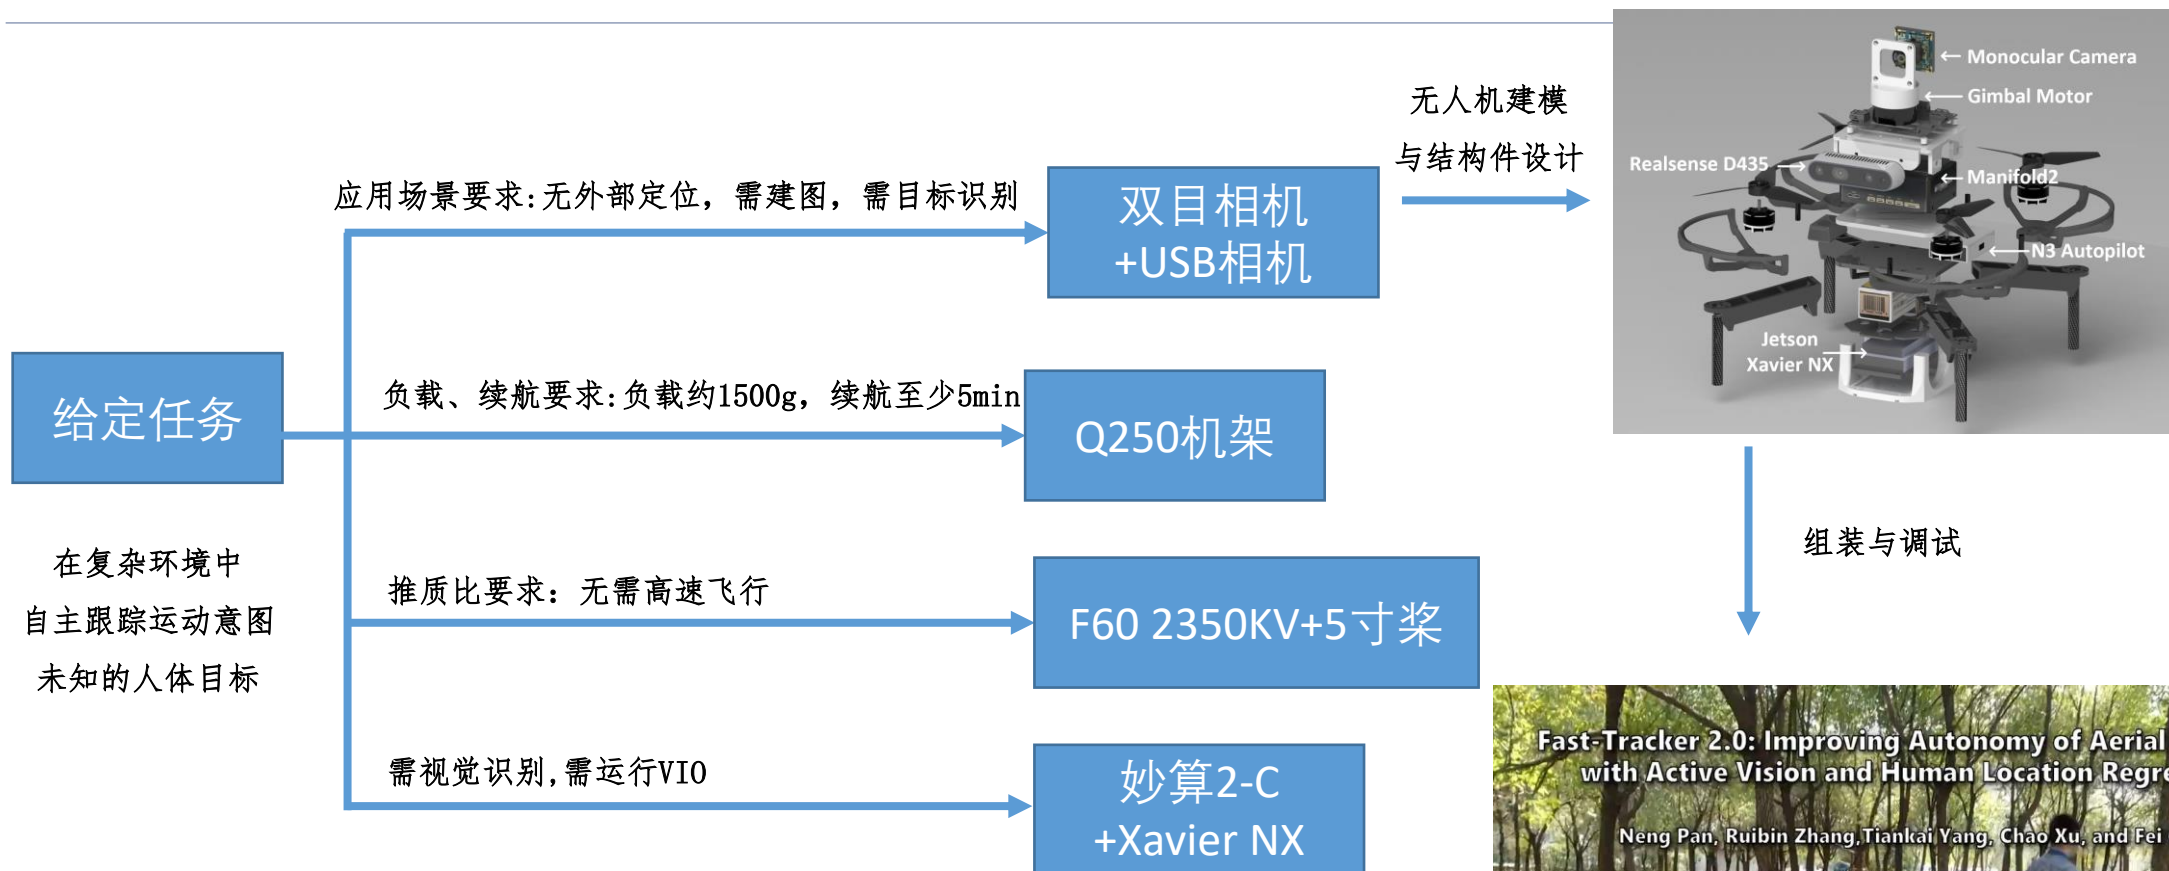 给定任务
在复杂环境中
自主跟踪运动意图
未知的人体目标
应用场景要求:无外部定位，需建图，需目标识别
双目相机
+USB相机
负载、续航要求:负载约1500g，续航至少5min
Q250机架
推质比要求：无需高速飞行
F60 2350KV+5寸桨
需视觉识别,需运行VIO
妙算2-C
+Xavier NX
无人机建模
与结构件设计
← Monocular Camera
← Gimbal Motor
Realsense D435 →
← Manifold2
← N3 Autopilot
Jetson
Xavier NX →
组装与调试
Fast-Tracker 2.0: Improving Autonomy of Aerial
with Active Vision and Human Location Regre
Neng Pan, Ruibin Zhang, Tiankai Yang, Chao Xu, and Fei